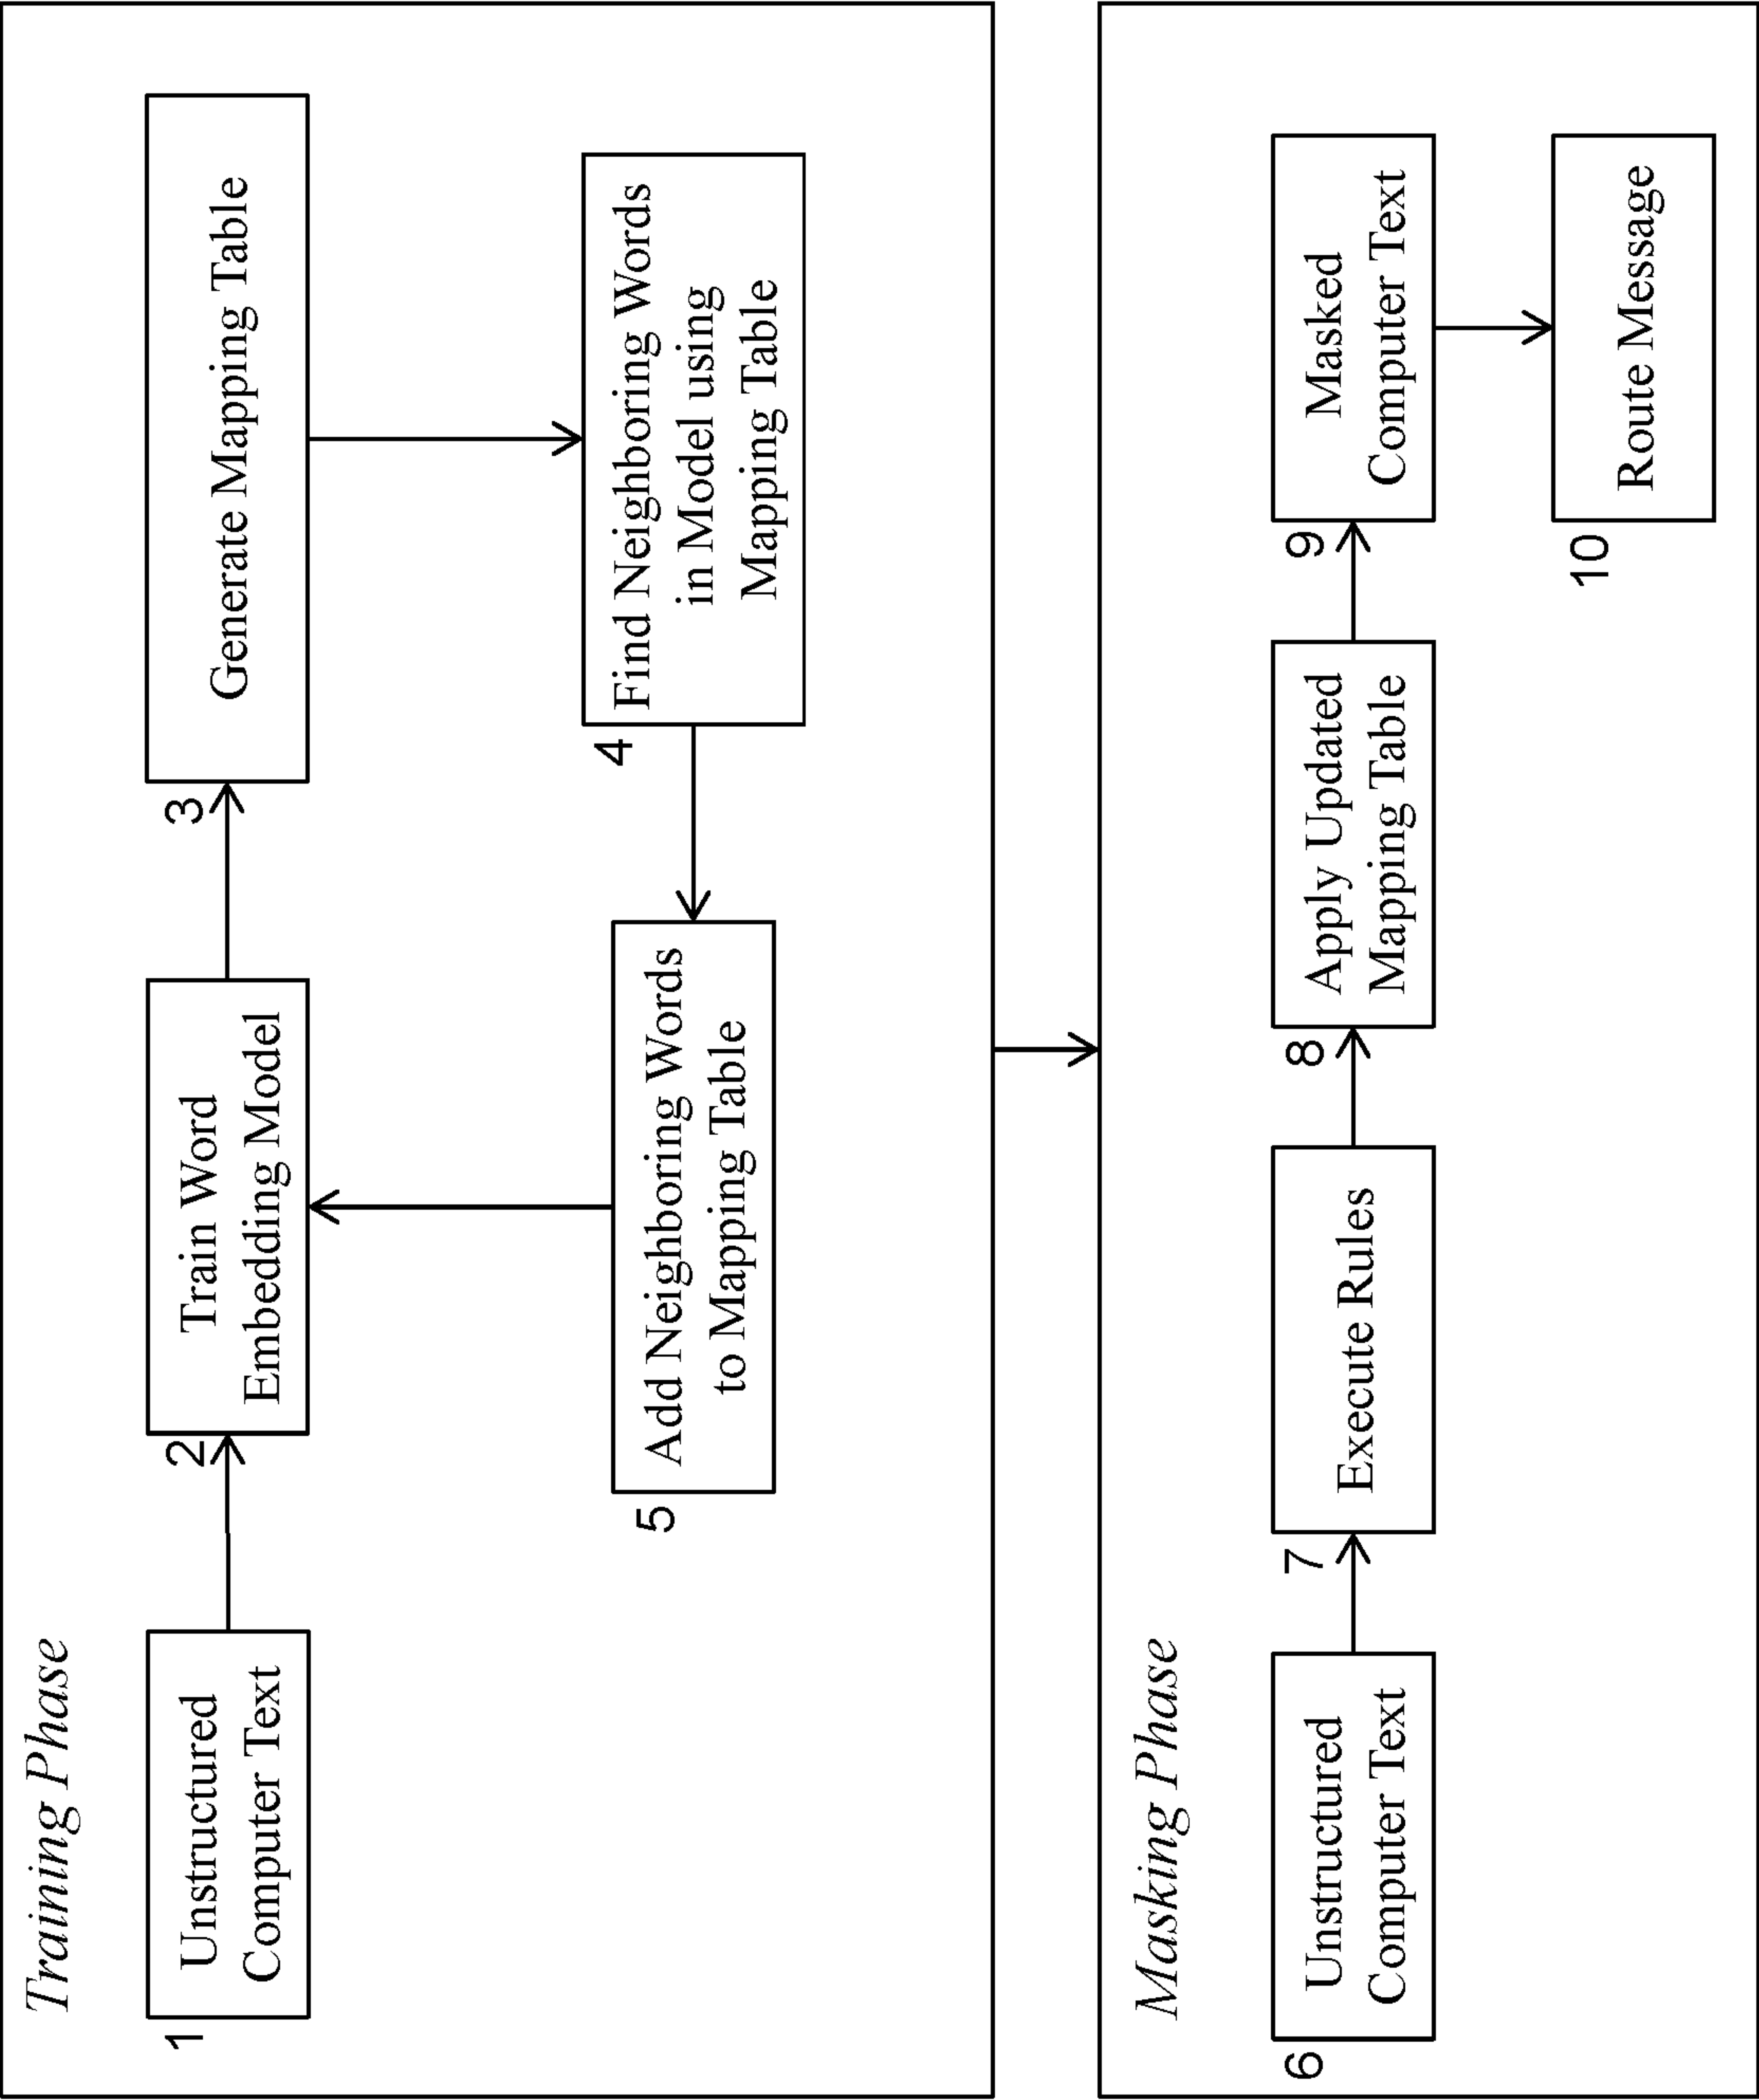 Training Phase
1
Unstructured
Computer Text
2
Train Word
Embedding Model
3
Generate Mapping Table
4
Find Neighboring Words
in Model using
Mapping Table
5
Add Neighboring Words
to Mapping Table
Masking Phase
6
Unstructured
Computer Text
7
Execute Rules
8
Apply Updated
Mapping Table
9
Masked
Computer Text
10
Route Message